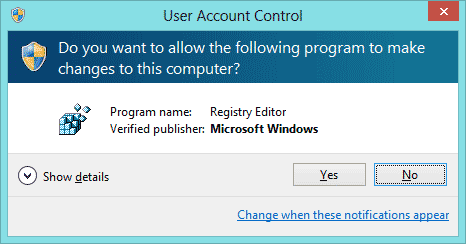 User Account Control
Do you want to allow the following program to make
changes to this computer?
Program name: Registry Editor
Verified publisher: Microsoft Windows
Show details
Yes
No
Change when these notifications appear